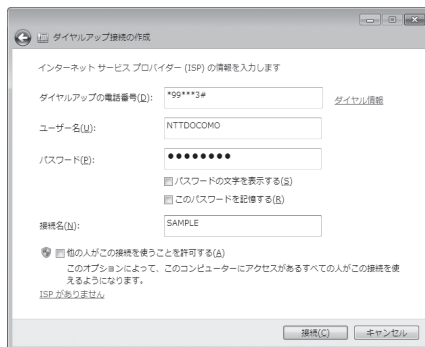 ダイヤルアップ接続の作成
インターネット サービス プロバイダー (ISP) の情報を入力します
ダイヤルアップの電話番号(D): *99***3# ダイヤル情報
ユーザー名(U): NTTDOCOMO
パスワード(P): ●●●●●●●●
パスワードの文字を表示する(S)
このパスワードを記憶する(R)
接続名(N): SAMPLE
他の人がこの接続を使うことを許可する(A)
このオプションによって、このコンピューターにアクセスがあるすべての人がこの接続を使
えるようになります。
ISP がありません
接続(C) キャンセル